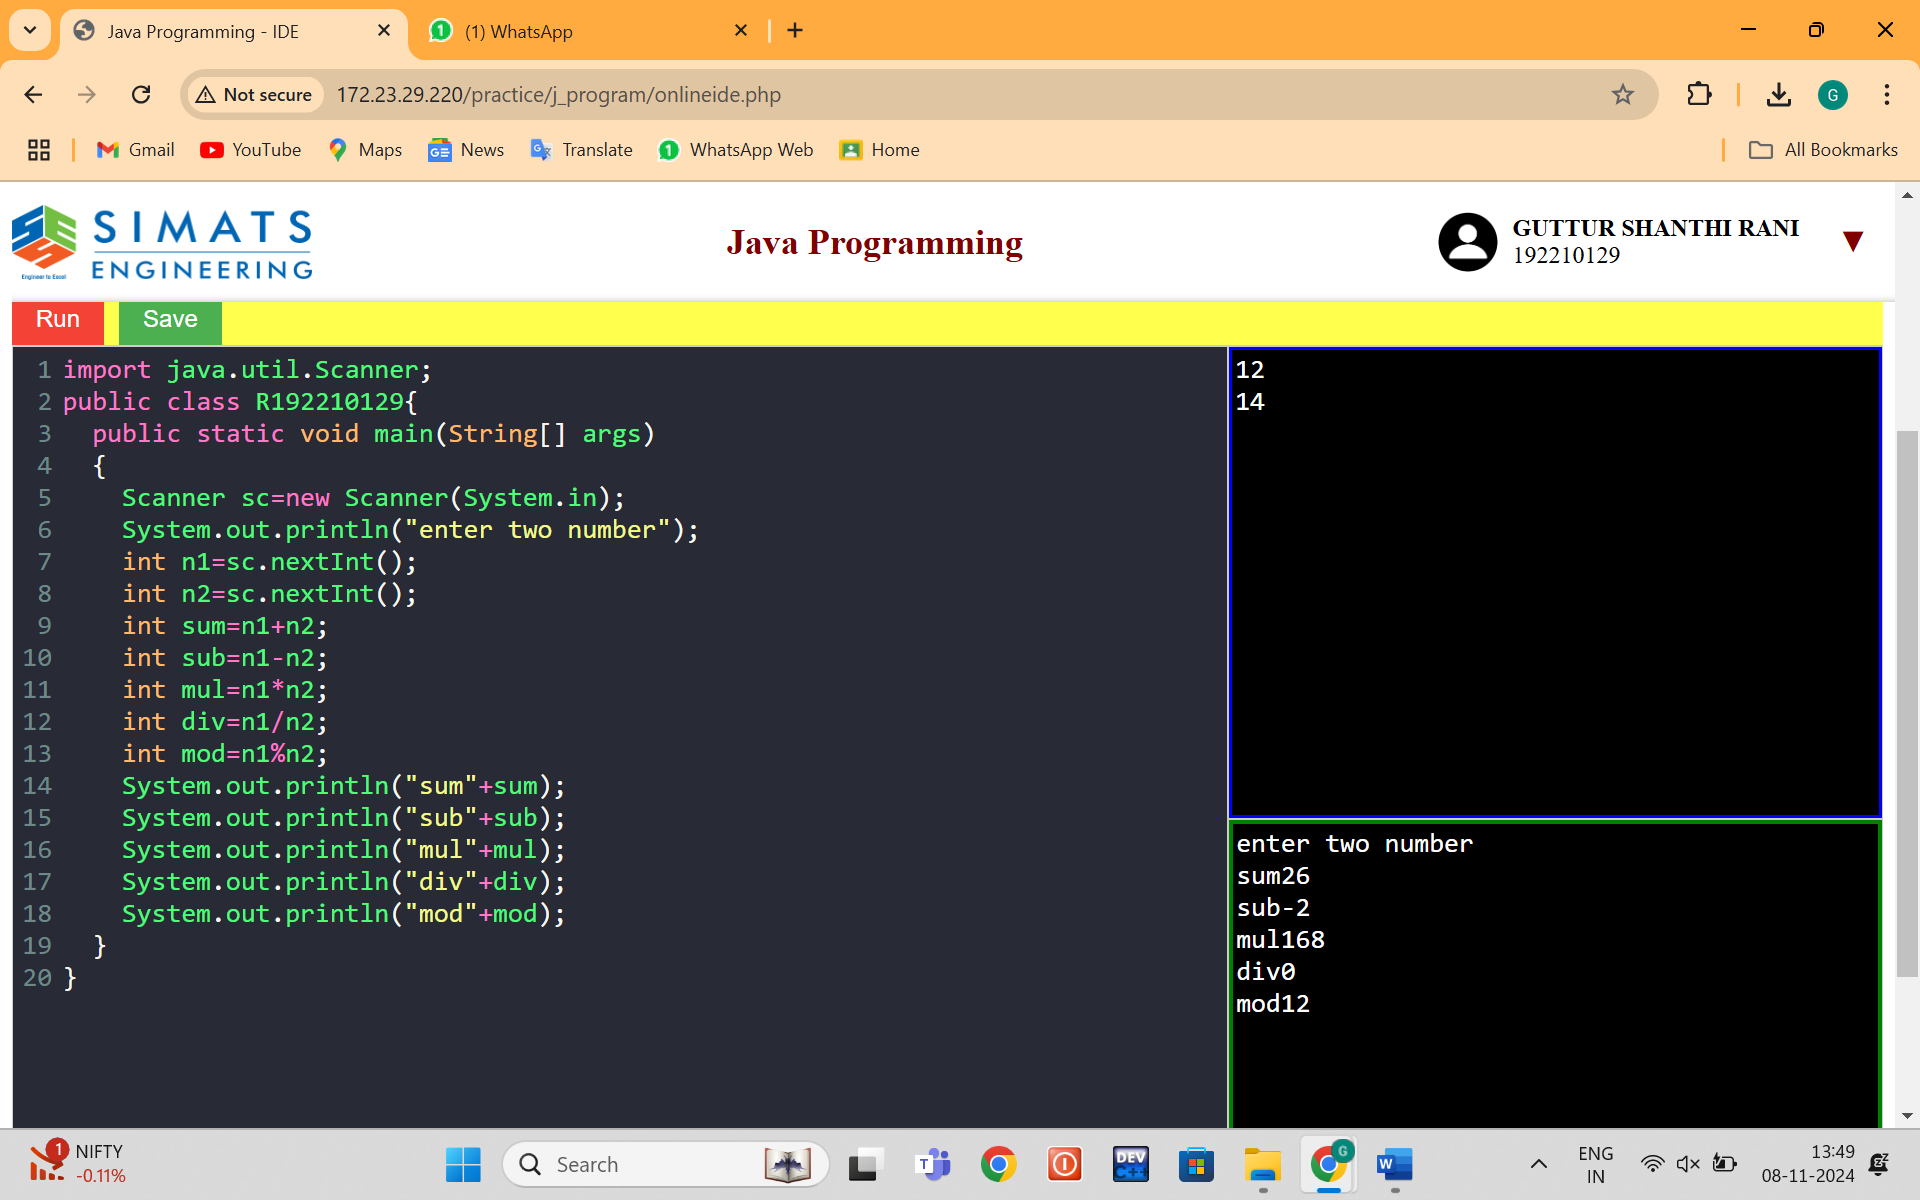 Java Programming - IDE
1
(1) WhatsApp
Not secure
172.23.29.220/practice/j_program/onlineide.php
G
Gmail
YouTube
Maps
News
Translate
1
WhatsApp Web
Home
All Bookmarks
SIMATS
ENGINEERING
Engineer to Excel
Java Programming
GUTTUR SHANTHI RANI
192210129
Run
Save
1 import java.util.Scanner;
2 public class R192210129{
3   public static void main(String[] args)
4   {
5     Scanner sc=new Scanner(System.in);
6     System.out.println("enter two number");
7     int n1=sc.nextInt();
8     int n2=sc.nextInt();
9     int sum=n1+n2;
10     int sub=n1-n2;
11     int mul=n1*n2;
12     int div=n1/n2;
13     int mod=n1%n2;
14     System.out.println("sum"+sum);
15     System.out.println("sub"+sub);
16     System.out.println("mul"+mul);
17     System.out.println("div"+div);
18     System.out.println("mod"+mod);
19   }
20 }
12
14
enter two number
sum26
sub-2
mul168
div0
mod12
1
NIFTY
-0.11%
Search
T
DEV
C++
G
W
ENG
IN
13:49
08-11-2024